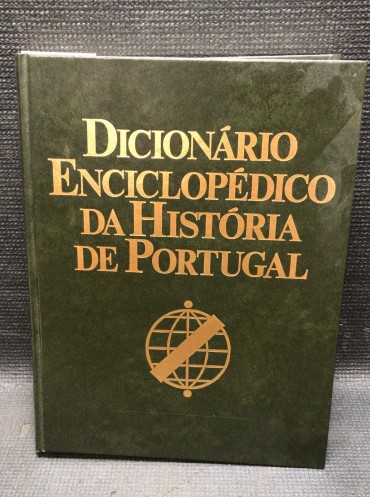 DICIONÁRIO
ENCICLOPÉDICO
DA HISTÓRIA
DE PORTUGAL